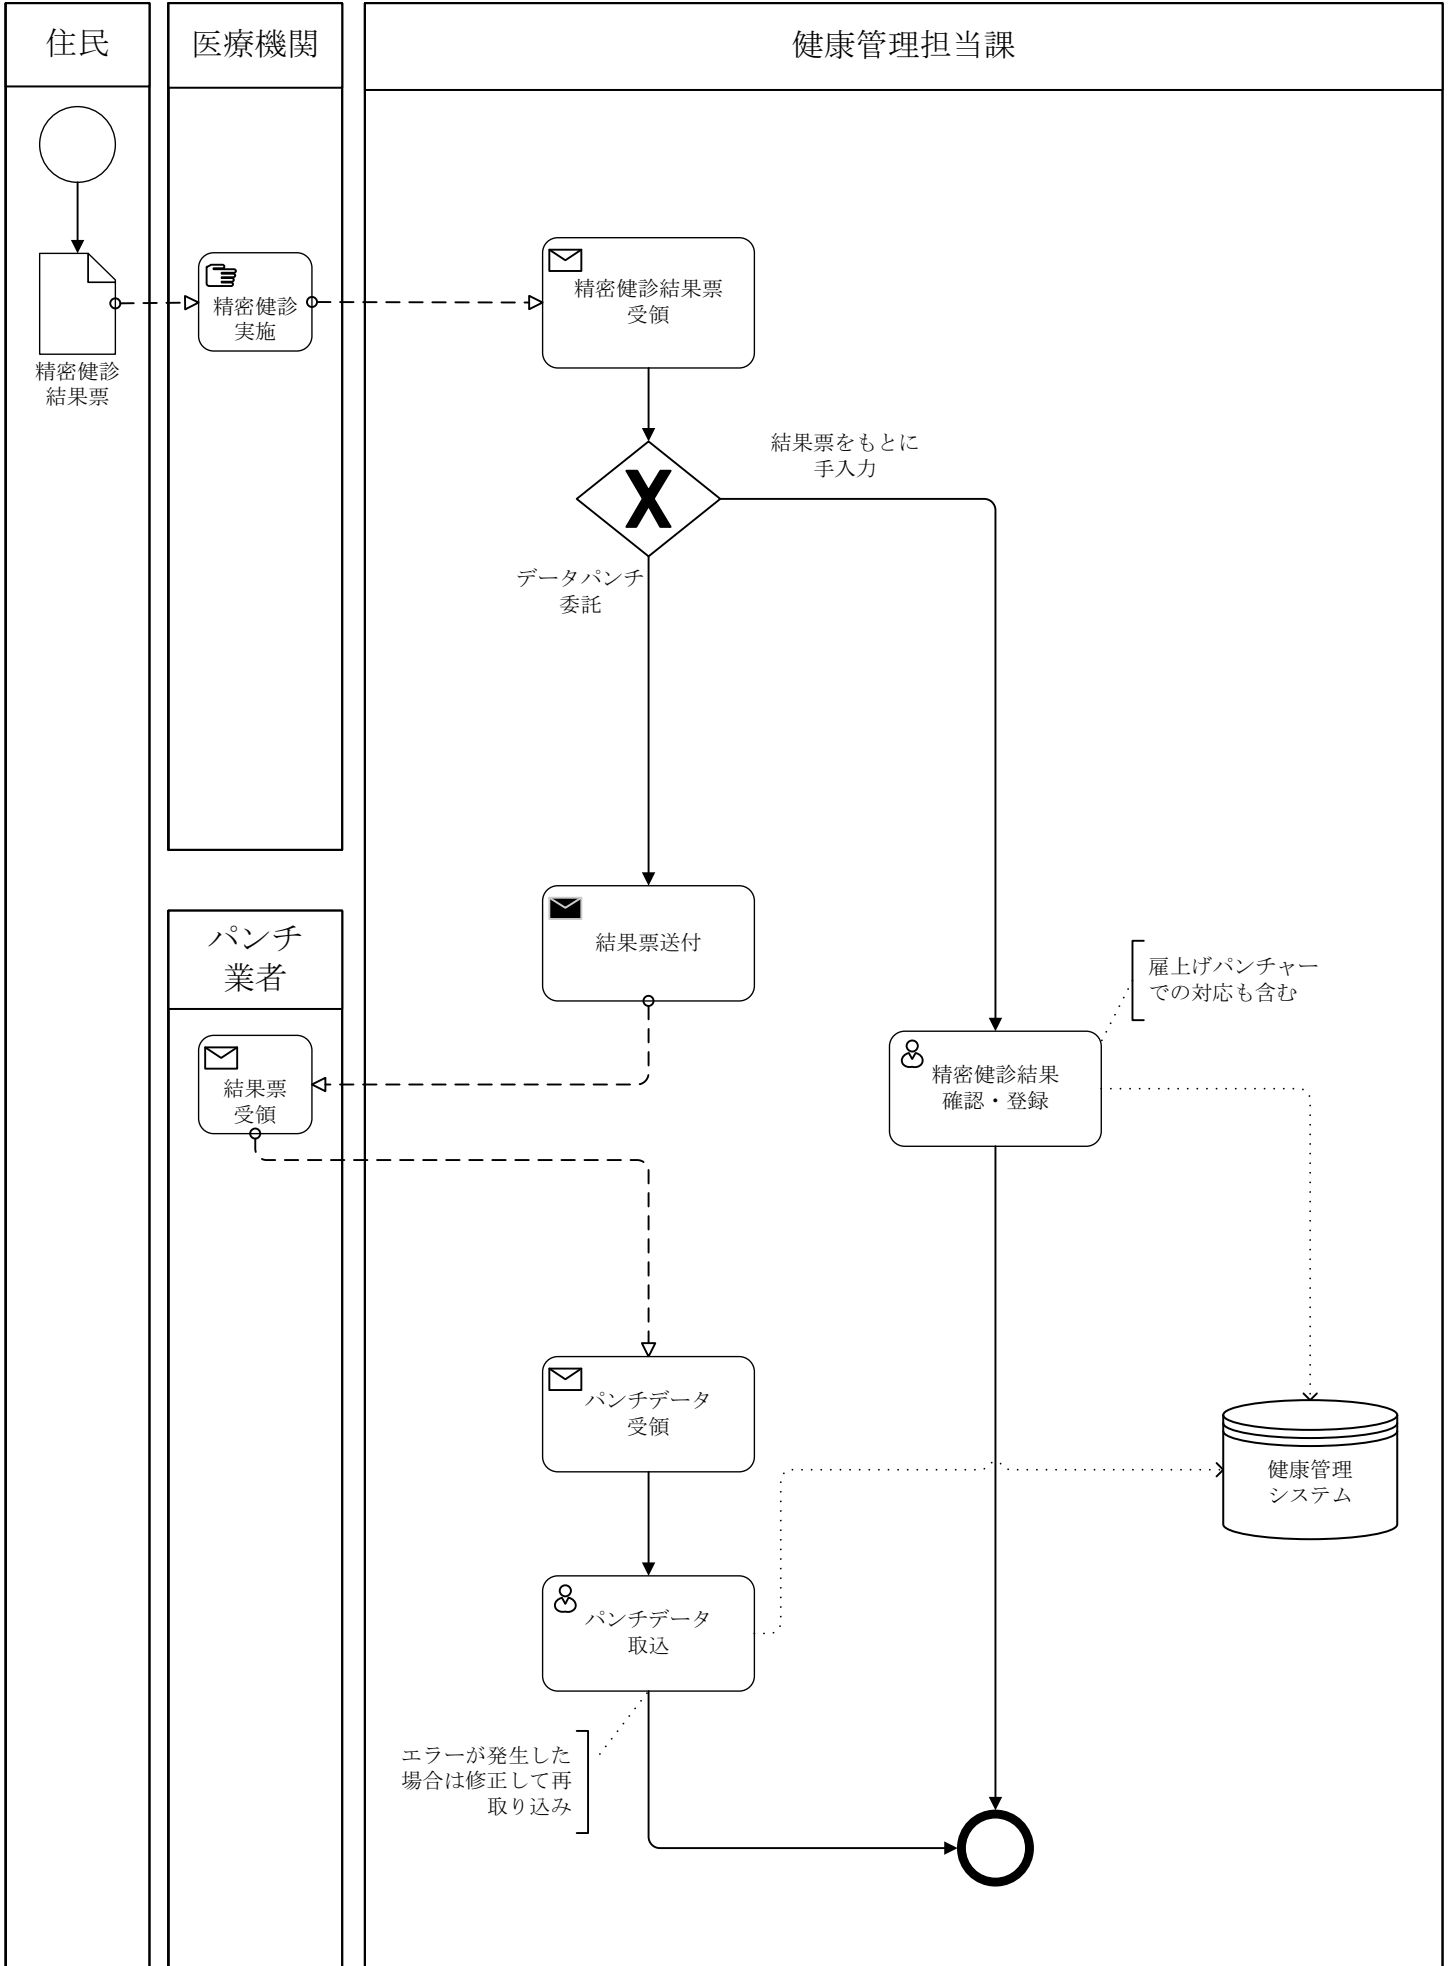 住民
医療機関
健康管理担当課
精密健診
結果票
精密健診
実施
精密健診結果票
受領
結果票をもとに
手入力
データパンチ
委託
結果票送付
パンチ
業者
結果票
受領
雇上げパンチャー
での対応も含む
精密健診結果
確認・登録
パンチデータ
受領
健康管理
システム
パンチデータ
取込
エラーが発生した
場合は修正して再
取り込み